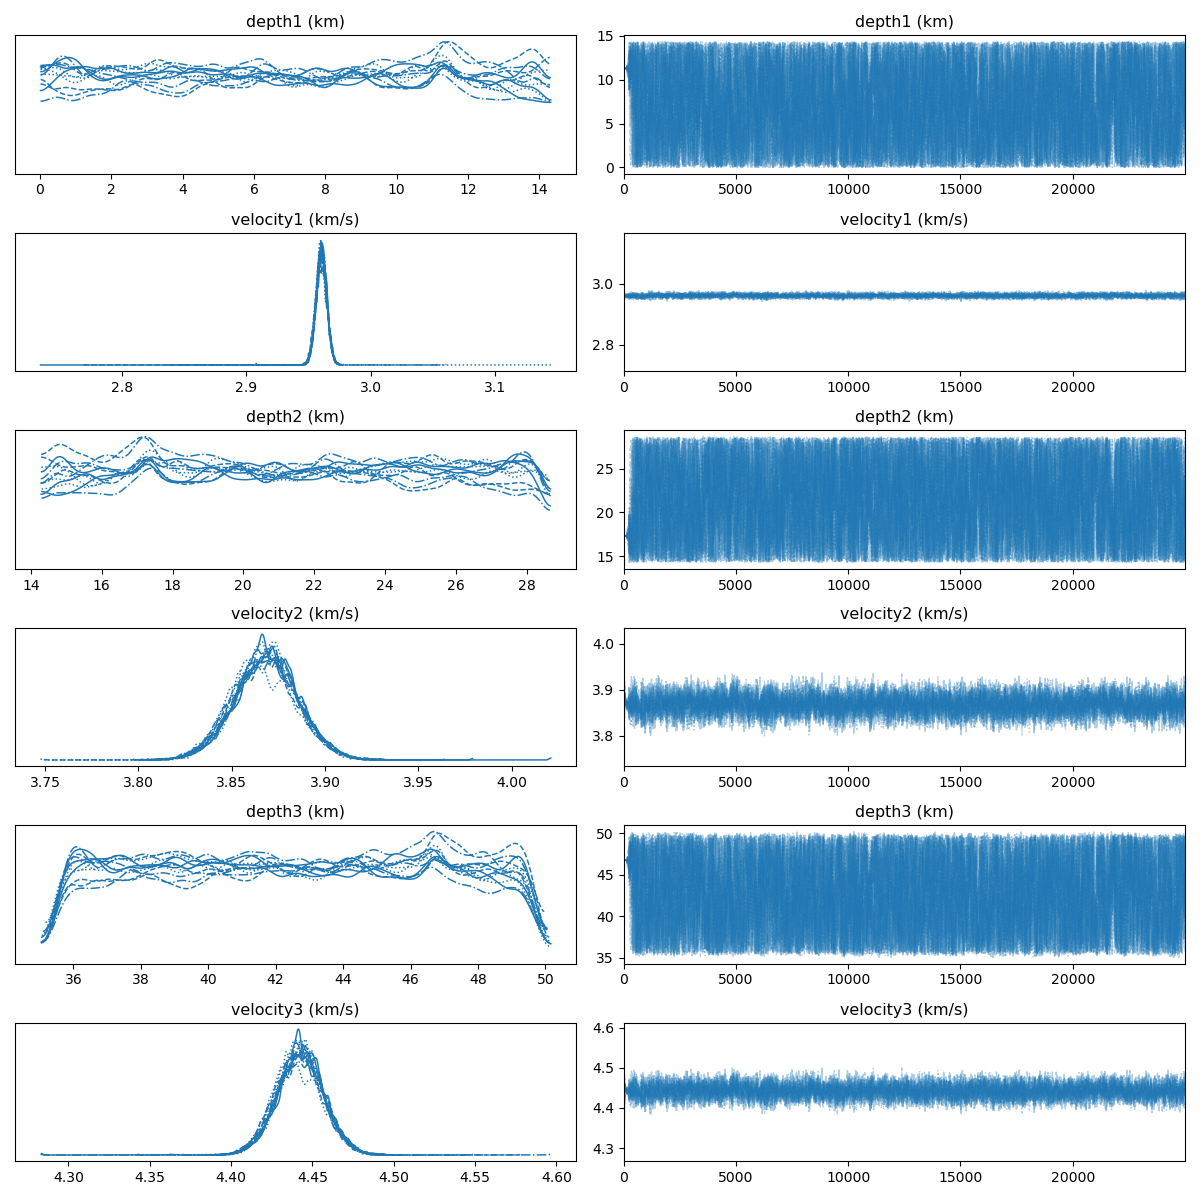 depth1 (km)
0 2 4 6 8 10 12 14
depth1 (km)
15
10
5
0
0 5000 10000 15000 20000
velocity1 (km/s)
2.8 2.9 3.0 3.1
velocity1 (km/s)
3.0
2.8
0 5000 10000 15000 20000
depth2 (km)
14 16 18 20 22 24 26 28
depth2 (km)
25
20
15
0 5000 10000 15000 20000
velocity2 (km/s)
3.75 3.80 3.85 3.90 3.95 4.00
velocity2 (km/s)
4.0
3.9
3.8
0 5000 10000 15000 20000
depth3 (km)
36 38 40 42 44 46 48 50
depth3 (km)
50
45
40
35
0 5000 10000 15000 20000
velocity3 (km/s)
4.30 4.35 4.40 4.45 4.50 4.55 4.60
velocity3 (km/s)
4.6
4.5
4.4
4.3
0 5000 10000 15000 20000